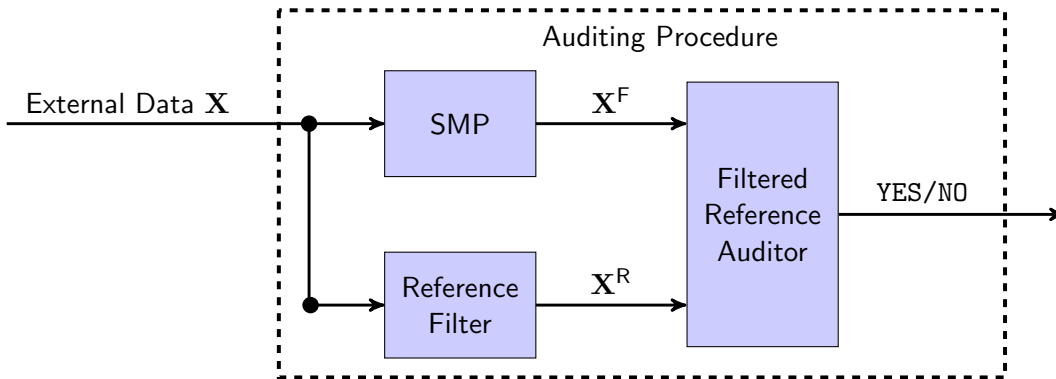 Auditing Procedure
External Data X
SMP
X^F
Filtered
Reference
Auditor
YES/NO
Reference
Filter
X^R